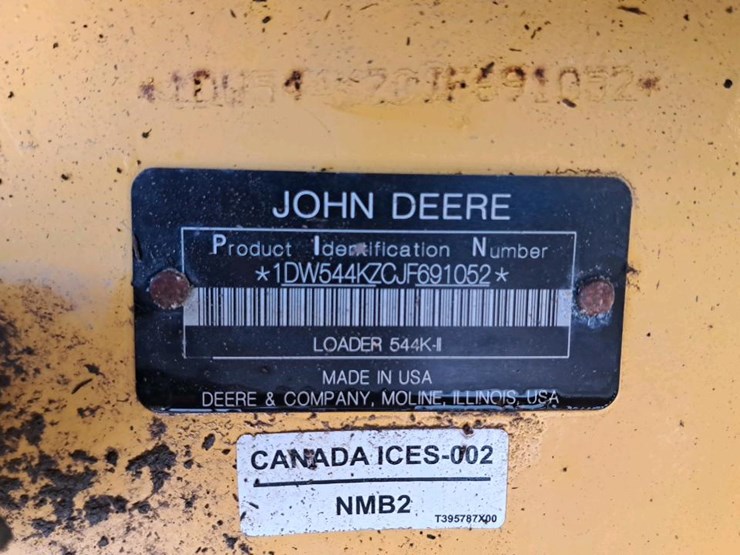 *1DW544KZCJF691052*
JOHN DEERE
Product Identification Number
*1DW544KZCJF691052*
LOADER 544K-II
MADE IN USA
DEERE & COMPANY, MOLINE, ILLINOIS, USA
CANADA ICES-002
NMB2
T395787X00